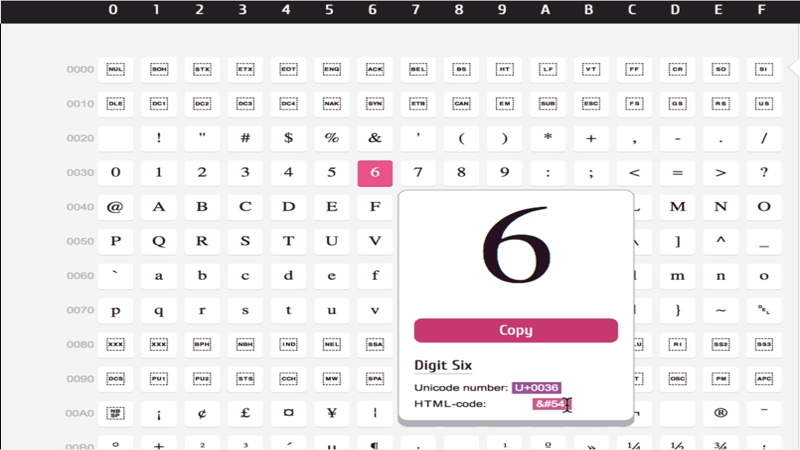 0 1 2 3 4 5 6 7 8 9 A B C D E F
0000 NUL SOH STX ETX EOT ENQ ACK BEL BS HT LF VT FF CR SO SI
0010 DLE DC1 DC2 DC3 DC4 NAK SYN ETB CAN EM SUB ESC FS GS RS US
0020 ! " # $ % & ' ( ) * + , - . /
0030 0 1 2 3 4 5 6 7 8 9 : ; < = > ?
0040 @ A B C D E F L M N O
0050 P Q R S T U V \ ] ^ _
0060 ` a b c d e f l m n o
0070 p q r s t u v | } ~ DEL
0080 XXX XXX BPH NBH IND NEL SSA RI SS2 SS3
0090 DCS PU1 PU2 STS CCH MW SPA OSC PM APC
00A0 NBSP ¡ ¢ £ ¤ ¥ ¦ ¬ ® ¯
00B0 ° ± ² ³ ´ µ ¶ · ¹ º » ¼ ½ ¾ ¿
6
Copy
Digit Six
Unicode number: U+0036
HTML-code: &#54;